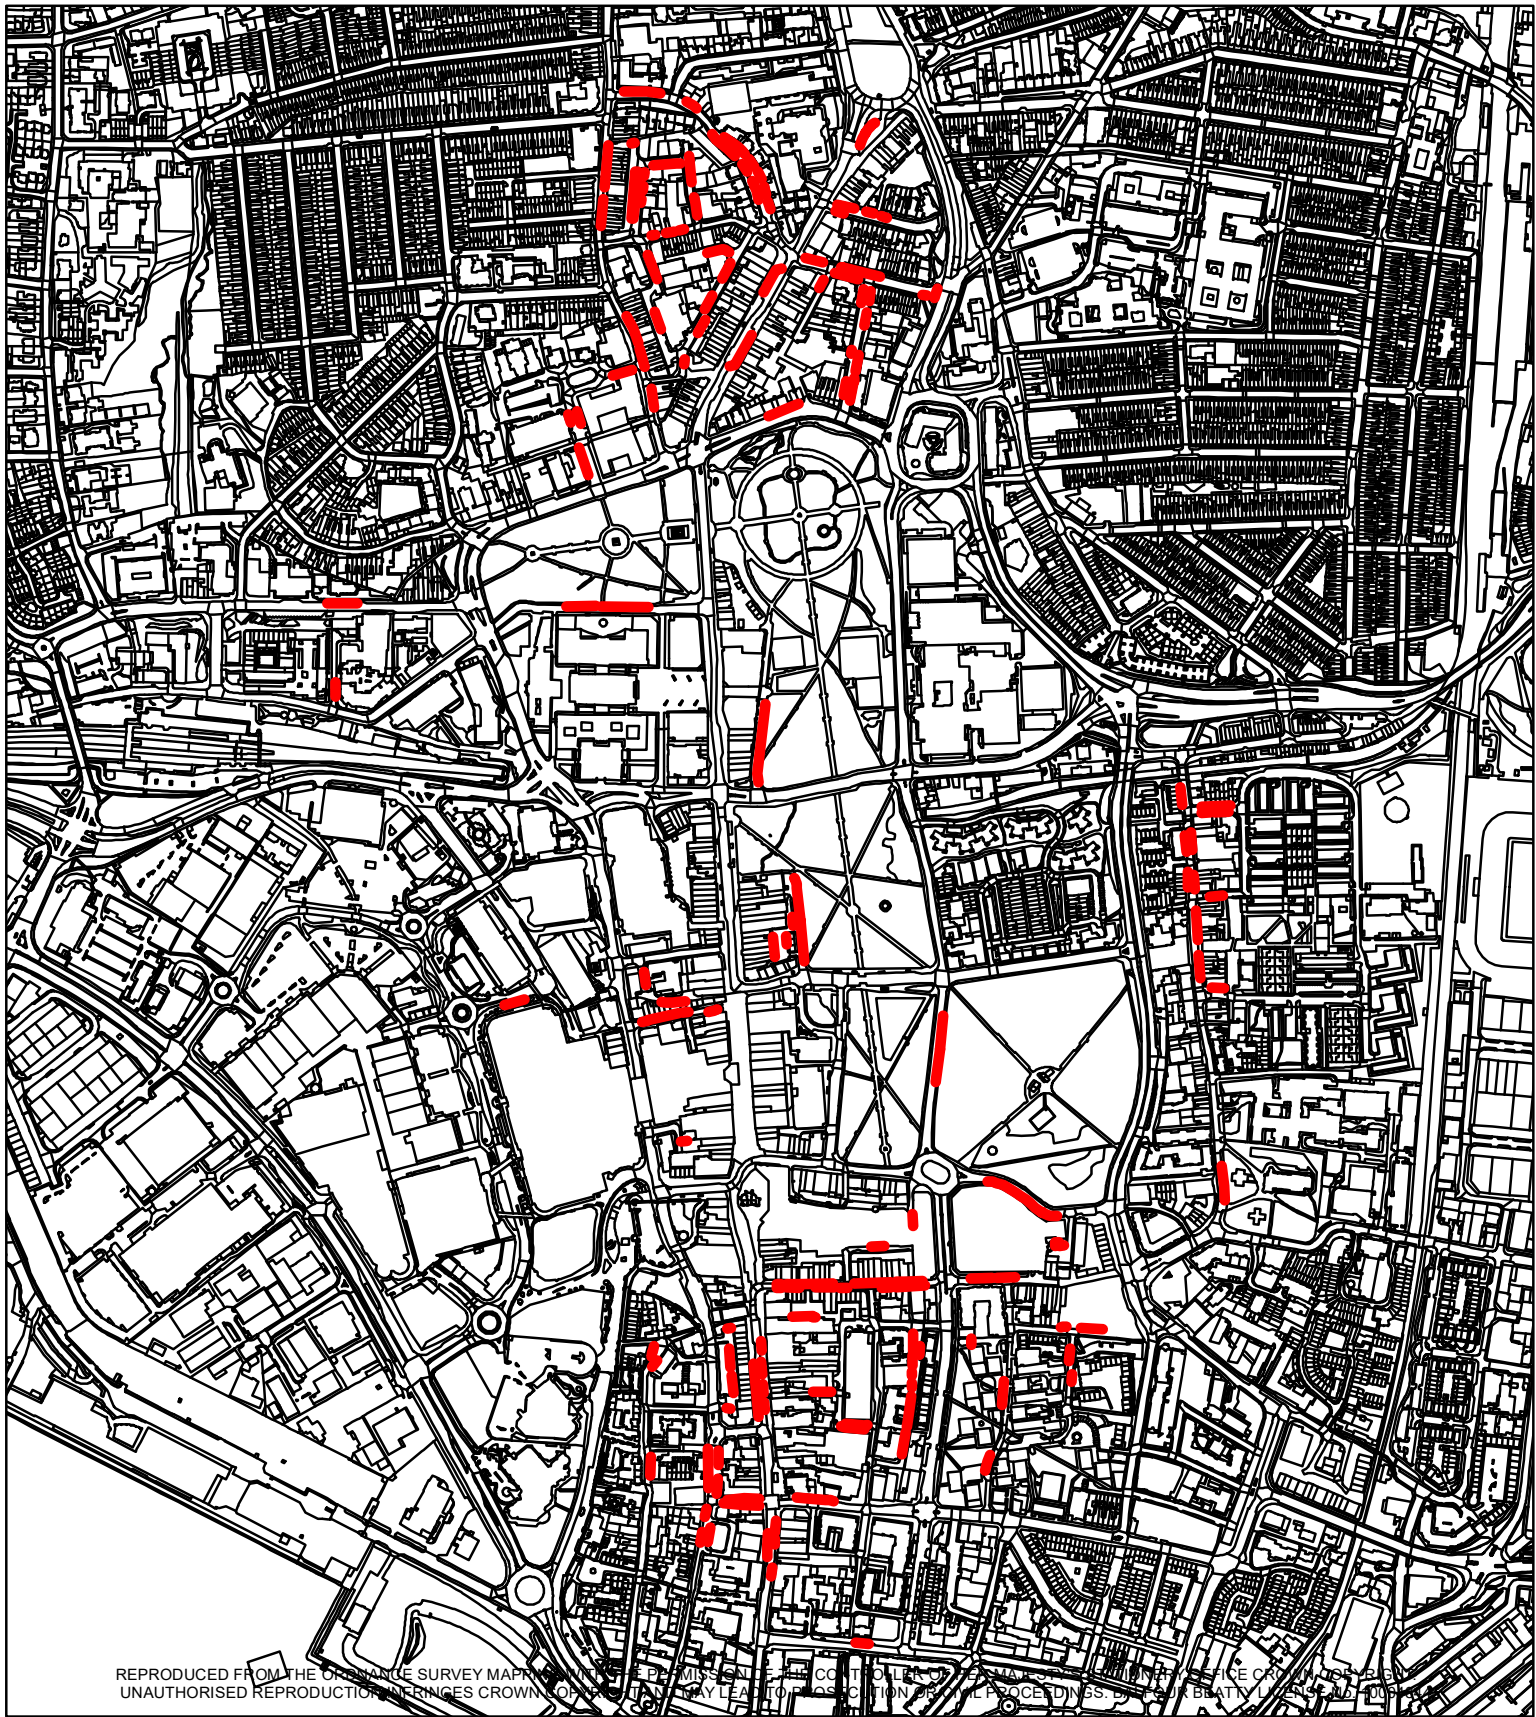 REPRODUCED FROM THE ORDNANCE SURVEY MAPPING WITH THE PERMISSION OF THE CONTROLLER OF HER MAJESTY'S STATIONERY OFFICE CROWN COPYRIGHT
UNAUTHORISED REPRODUCTION INFRINGES CROWN COPYRIGHT AND MAY LEAD TO PROSECUTION OR CIVIL PROCEEDINGS. BALFOUR BEATTY LICENSE No.